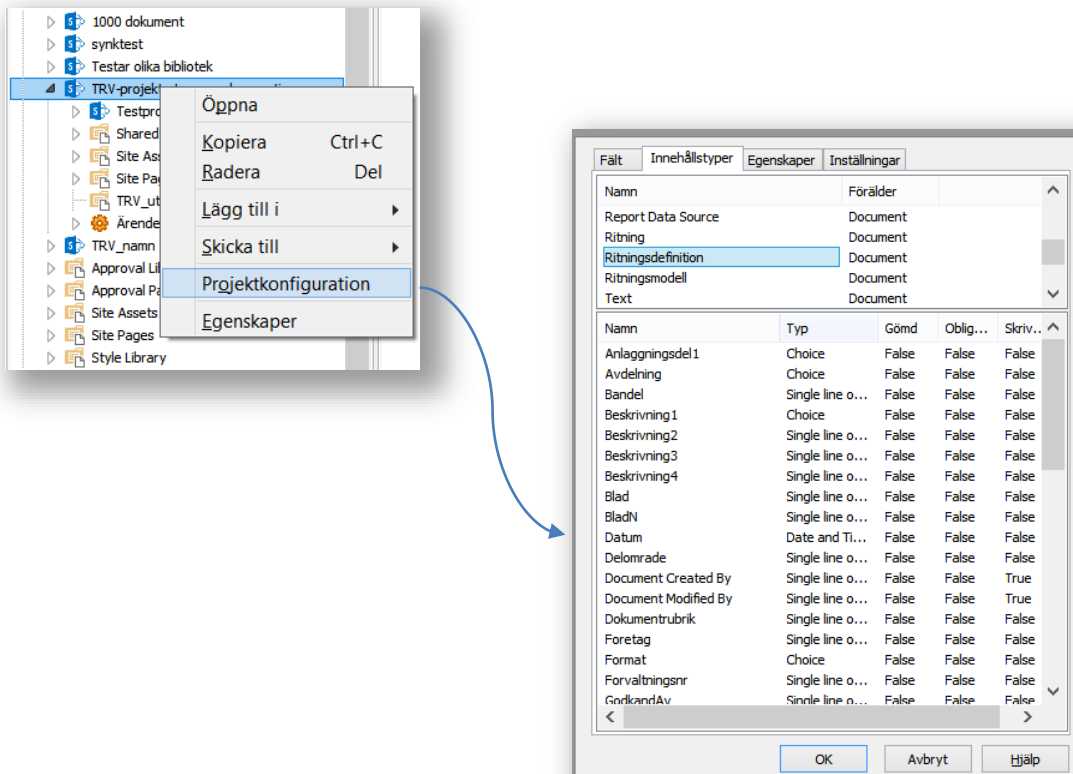 1000 dokument
synktest
Testar olika bibliotek
TRV-projekt
Testpro
Shared
Site As
Site Pa
TRV_ut
Ärende
TRV_namn
Approval Li
Approval Pa
Site Assets
Site Pages
Style Library
Öppna
Kopiera Ctrl+C
Radera Del
Lägg till i
Skicka till
Projektkonfiguration
Egenskaper
Fält Innehållstyper Egenskaper Inställningar
Namn Förälder
Report Data Source Document
Ritning Document
Ritningsdefinition Document
Ritningsmodell Document
Text Document
Namn Typ Gömd Oblig... Skriv...
Anlaggningsdel1 Choice False False False
Avdelning Choice False False False
Bandel Single line o... False False False
Beskrivning1 Choice False False False
Beskrivning2 Single line o... False False False
Beskrivning3 Single line o... False False False
Beskrivning4 Single line o... False False False
Blad Single line o... False False False
BladN Single line o... False False False
Datum Date and Ti... False False False
Delomrade Single line o... False False False
Document Created By Single line o... False False True
Document Modified By Single line o... False False True
Dokumentrubrik Single line o... False False False
Foretag Single line o... False False False
Format Choice False False False
Forvaltningsnr Single line o... False False False
GodkandAv Single line o... False False False
OK Avbryt Hjälp